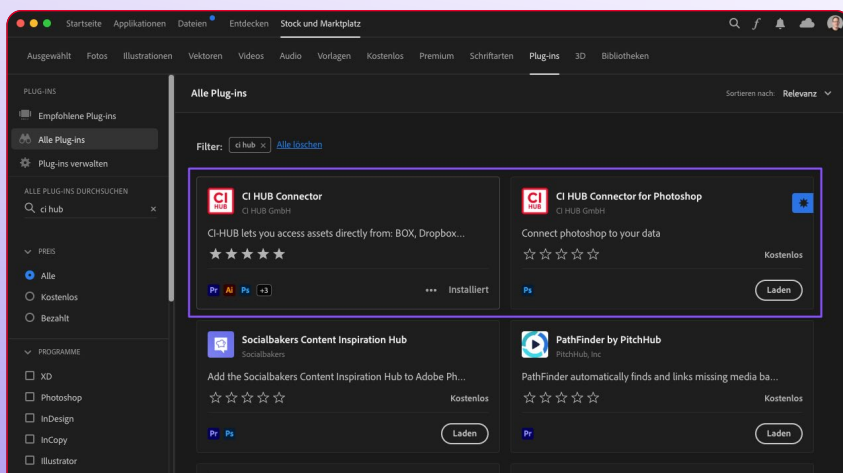 Startseite Applikationen Dateien Entdecken Stock und Marktplatz
Ausgewählt Fotos Illustrationen Vektoren Videos Audio Vorlagen Kostenlos Premium Schriftarten Plug-ins 3D Bibliotheken
PLUG-INS
Empfohlene Plug-ins
Alle Plug-ins
Plug-ins verwalten
ALLE PLUG-INS DURCHSUCHEN
ci hub ×
PREIS
Alle
Kostenlos
Bezahlt
PROGRAMME
XD
Photoshop
InDesign
InCopy
Illustrator
Alle Plug-ins
Sortieren nach: Relevanz
Filter: ci hub × Alle löschen
CI HUB
CI HUB Connector
CI HUB GmbH
CI-HUB lets you access assets directly from: BOX, Dropbox...
Pr Ai Ps +3 ••• Installiert
CI HUB
CI HUB Connector for Photoshop
CI HUB GmbH
Connect photoshop to your data
Kostenlos
Ps Laden
Socialbakers Content Inspiration Hub
Socialbakers
Add the Socialbakers Content Inspiration Hub to Adobe Ph...
Kostenlos
Pr Ps Laden
PathFinder by PitchHub
PitchHub, Inc
PathFinder automatically finds and links missing media ba...
Kostenlos
Pr Laden